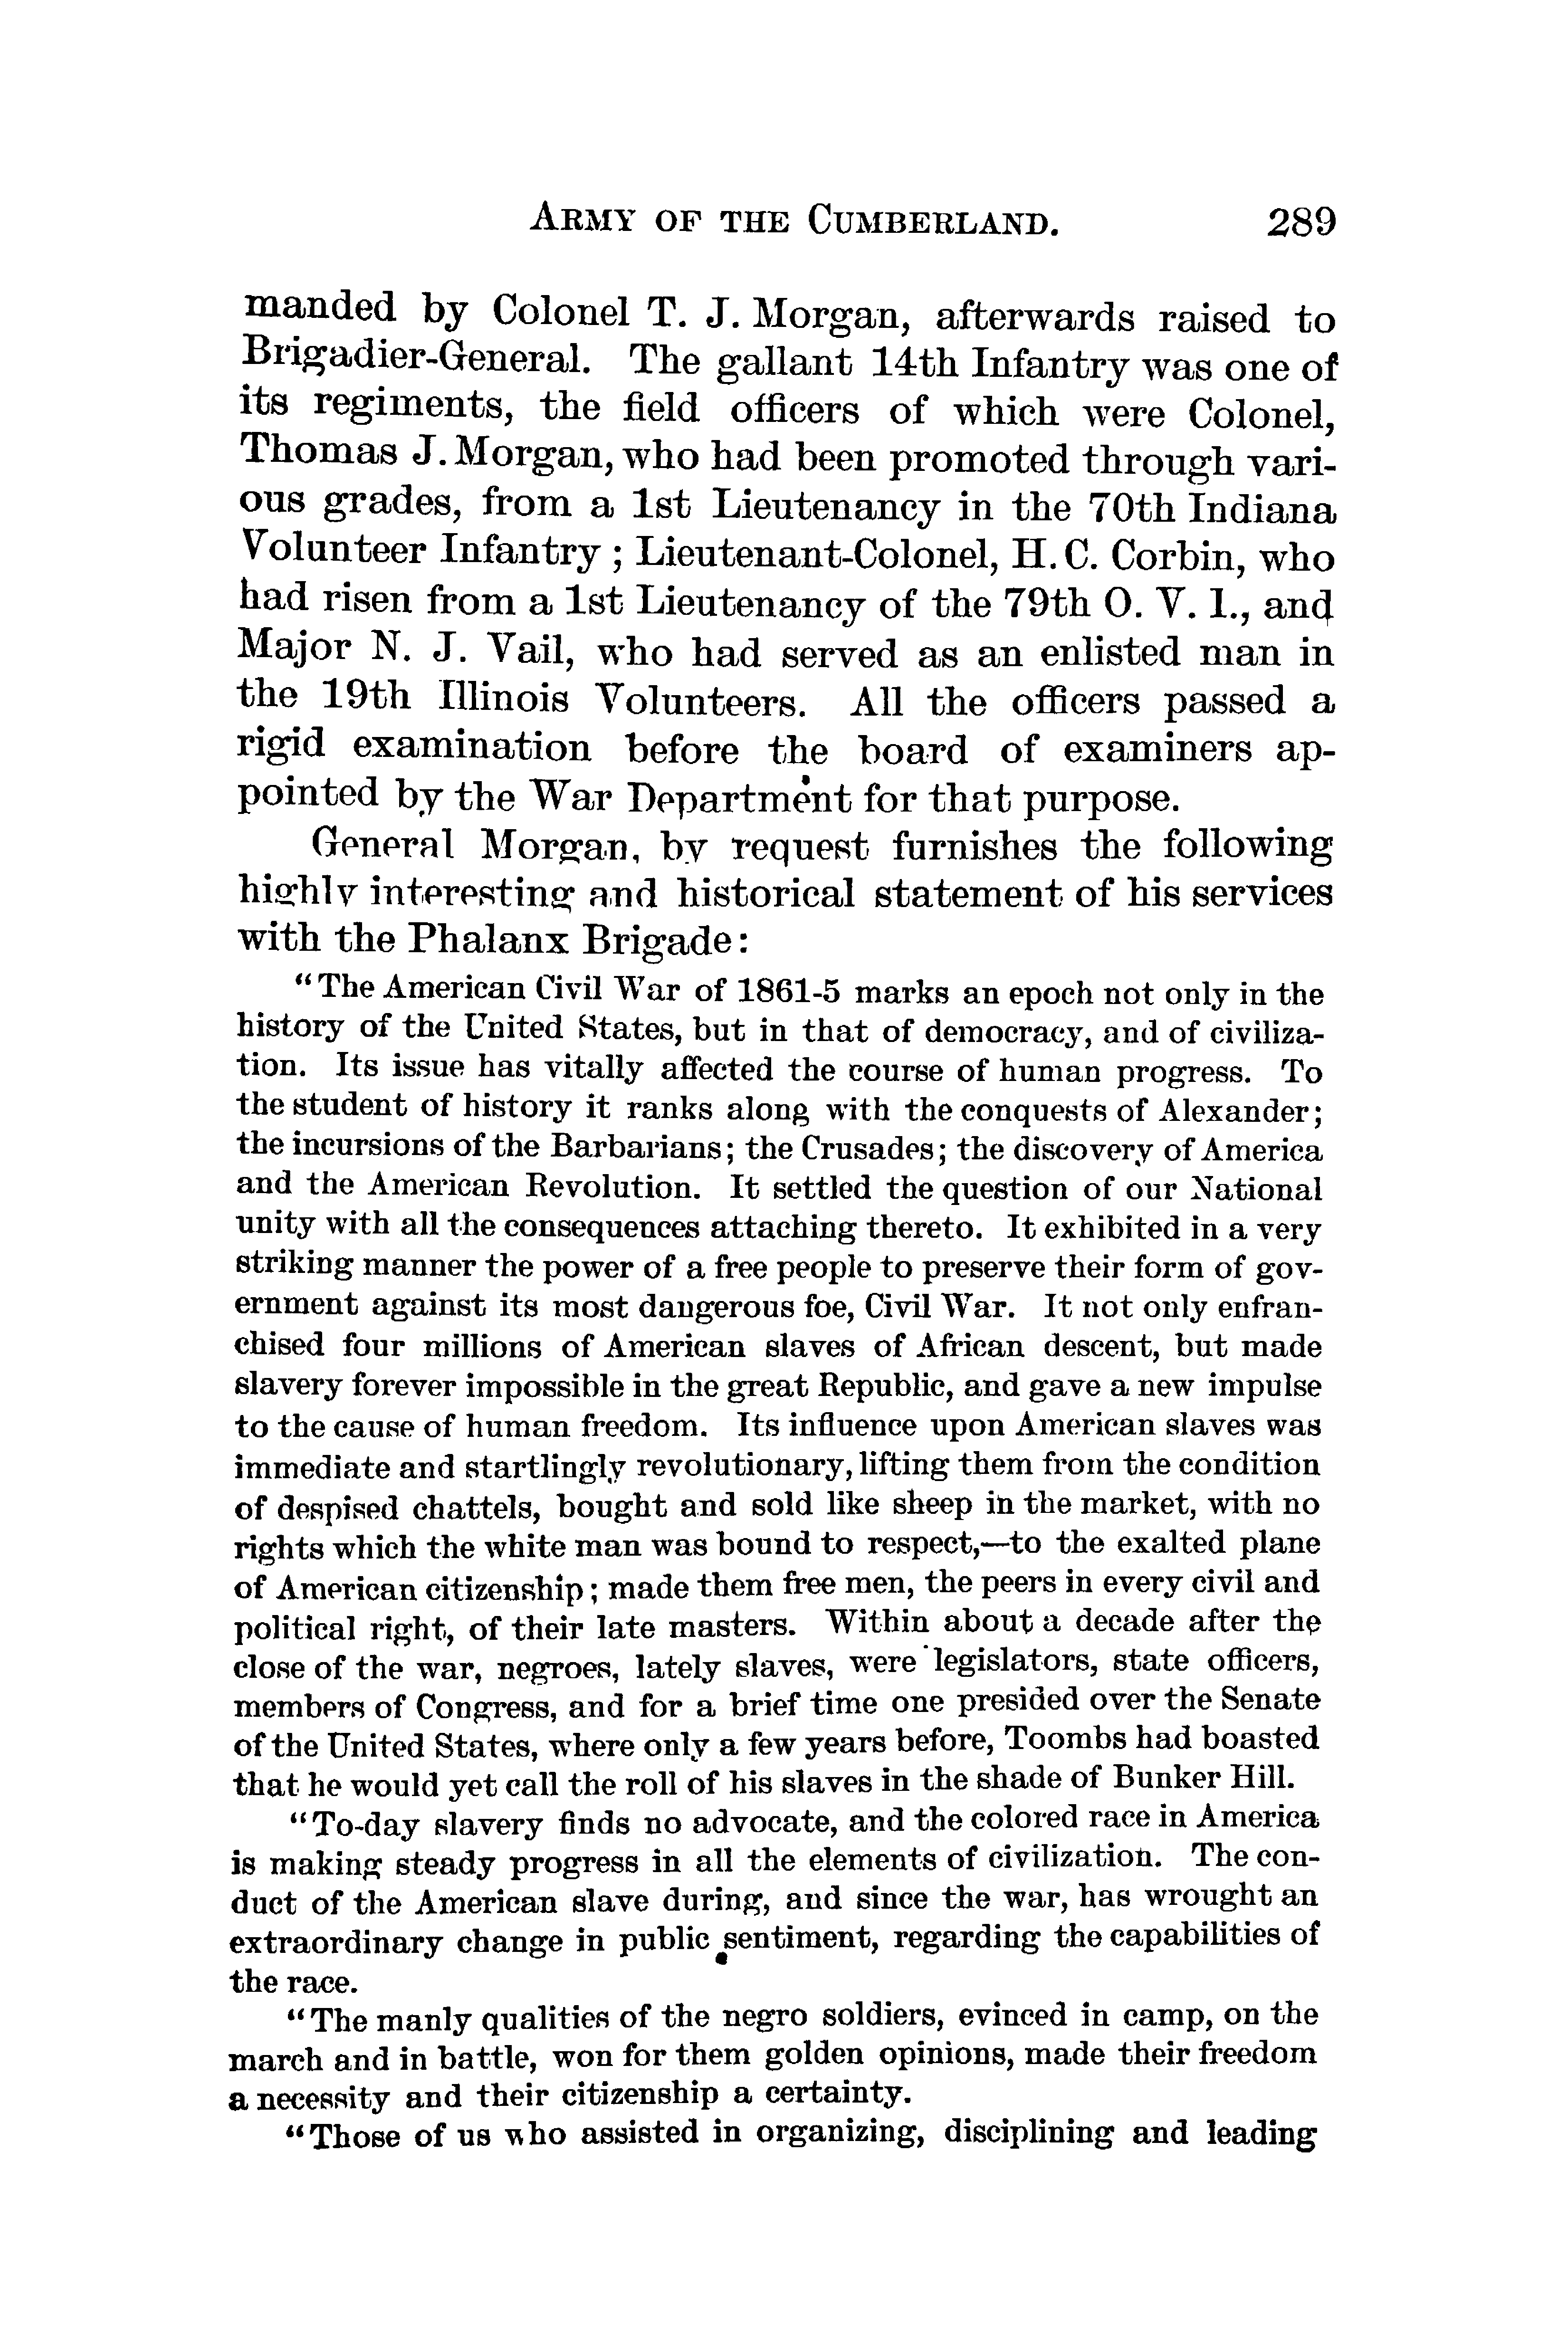 ARMY OF THE CUMBERLAND. 289
manded by Colonel T. J. Morgan, afterwards raised to
Brigadier-General. The gallant 14th Infantry was one of
its regiments, the field officers of which were Colonel,
Thomas J. Morgan, who had been promoted through vari-
ous grades, from a 1st Lieutenancy in the 70th Indiana
Volunteer Infantry; Lieutenant-Colonel, H. C. Corbin, who
had risen from a 1st Lieutenancy of the 79th O. V. I., and
Major N. J. Vail, who had served as an enlisted man in
the 19th Illinois Volunteers. All the officers passed a
rigid examination before the board of examiners ap-
pointed by the War Department for that purpose.
General Morgan, by request furnishes the following
highly interesting and historical statement of his services
with the Phalanx Brigade:
"The American Civil War of 1861-5 marks an epoch not only in the
history of the United States, but in that of democracy, and of civiliza-
tion. Its issue has vitally affected the course of human progress. To
the student of history it ranks along with the conquests of Alexander;
the incursions of the Barbarians; the Crusades; the discovery of America
and the American Revolution. It settled the question of our National
unity with all the consequences attaching thereto. It exhibited in a very
striking manner the power of a free people to preserve their form of gov-
ernment against its most dangerous foe, Civil War. It not only enfran-
chised four millions of American slaves of African descent, but made
slavery forever impossible in the great Republic, and gave a new impulse
to the cause of human freedom. Its influence upon American slaves was
immediate and startlingly revolutionary, lifting them from the condition
of despised chattels, bought and sold like sheep in the market, with no
rights which the white man was bound to respect,—to the exalted plane
of American citizenship; made them free men, the peers in every civil and
political right, of their late masters. Within about a decade after the
close of the war, negroes, lately slaves, were legislators, state officers,
members of Congress, and for a brief time one presided over the Senate
of the United States, where only a few years before, Toombs had boasted
that he would yet call the roll of his slaves in the shade of Bunker Hill.
"To-day slavery finds no advocate, and the colored race in America
is making steady progress in all the elements of civilization. The con-
duct of the American slave during, and since the war, has wrought an
extraordinary change in public sentiment, regarding the capabilities of
the race.
"The manly qualities of the negro soldiers, evinced in camp, on the
march and in battle, won for them golden opinions, made their freedom
a necessity and their citizenship a certainty.
"Those of us who assisted in organizing, disciplining and leading